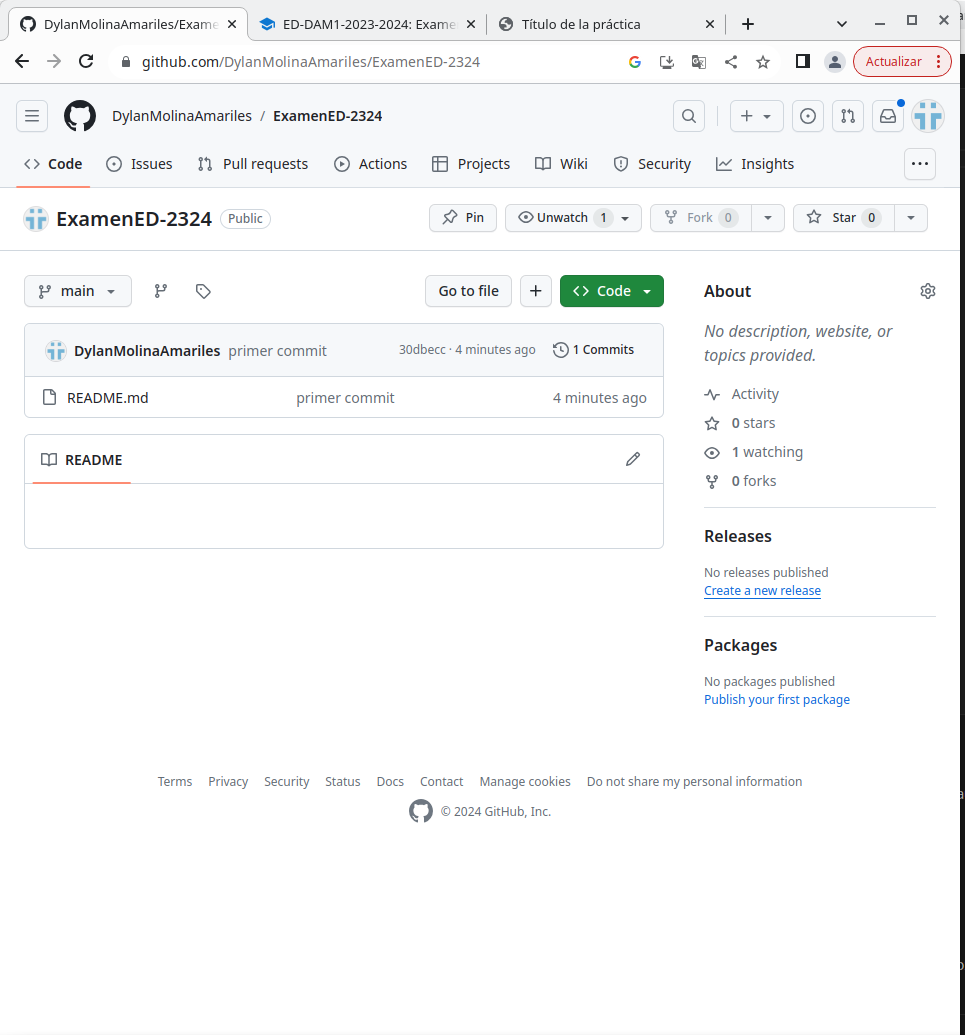 DylanMolinaAmariles/Exame
ED-DAM1-2023-2024: Exame
Título de la práctica
github.com/DylanMolinaAmariles/ExamenED-2324
Actualizar
DylanMolinaAmariles / ExamenED-2324
Code Issues Pull requests Actions Projects Wiki Security Insights
ExamenED-2324 Public Pin Unwatch 1 Fork 0 Star 0
main Go to file Code
DylanMolinaAmariles primer commit 30dbecc · 4 minutes ago 1 Commits
README.md primer commit 4 minutes ago
README
About
No description, website, or
topics provided.
Activity
0 stars
1 watching
0 forks
Releases
No releases published
Create a new release
Packages
No packages published
Publish your first package
Terms Privacy Security Status Docs Contact Manage cookies Do not share my personal information
© 2024 GitHub, Inc.